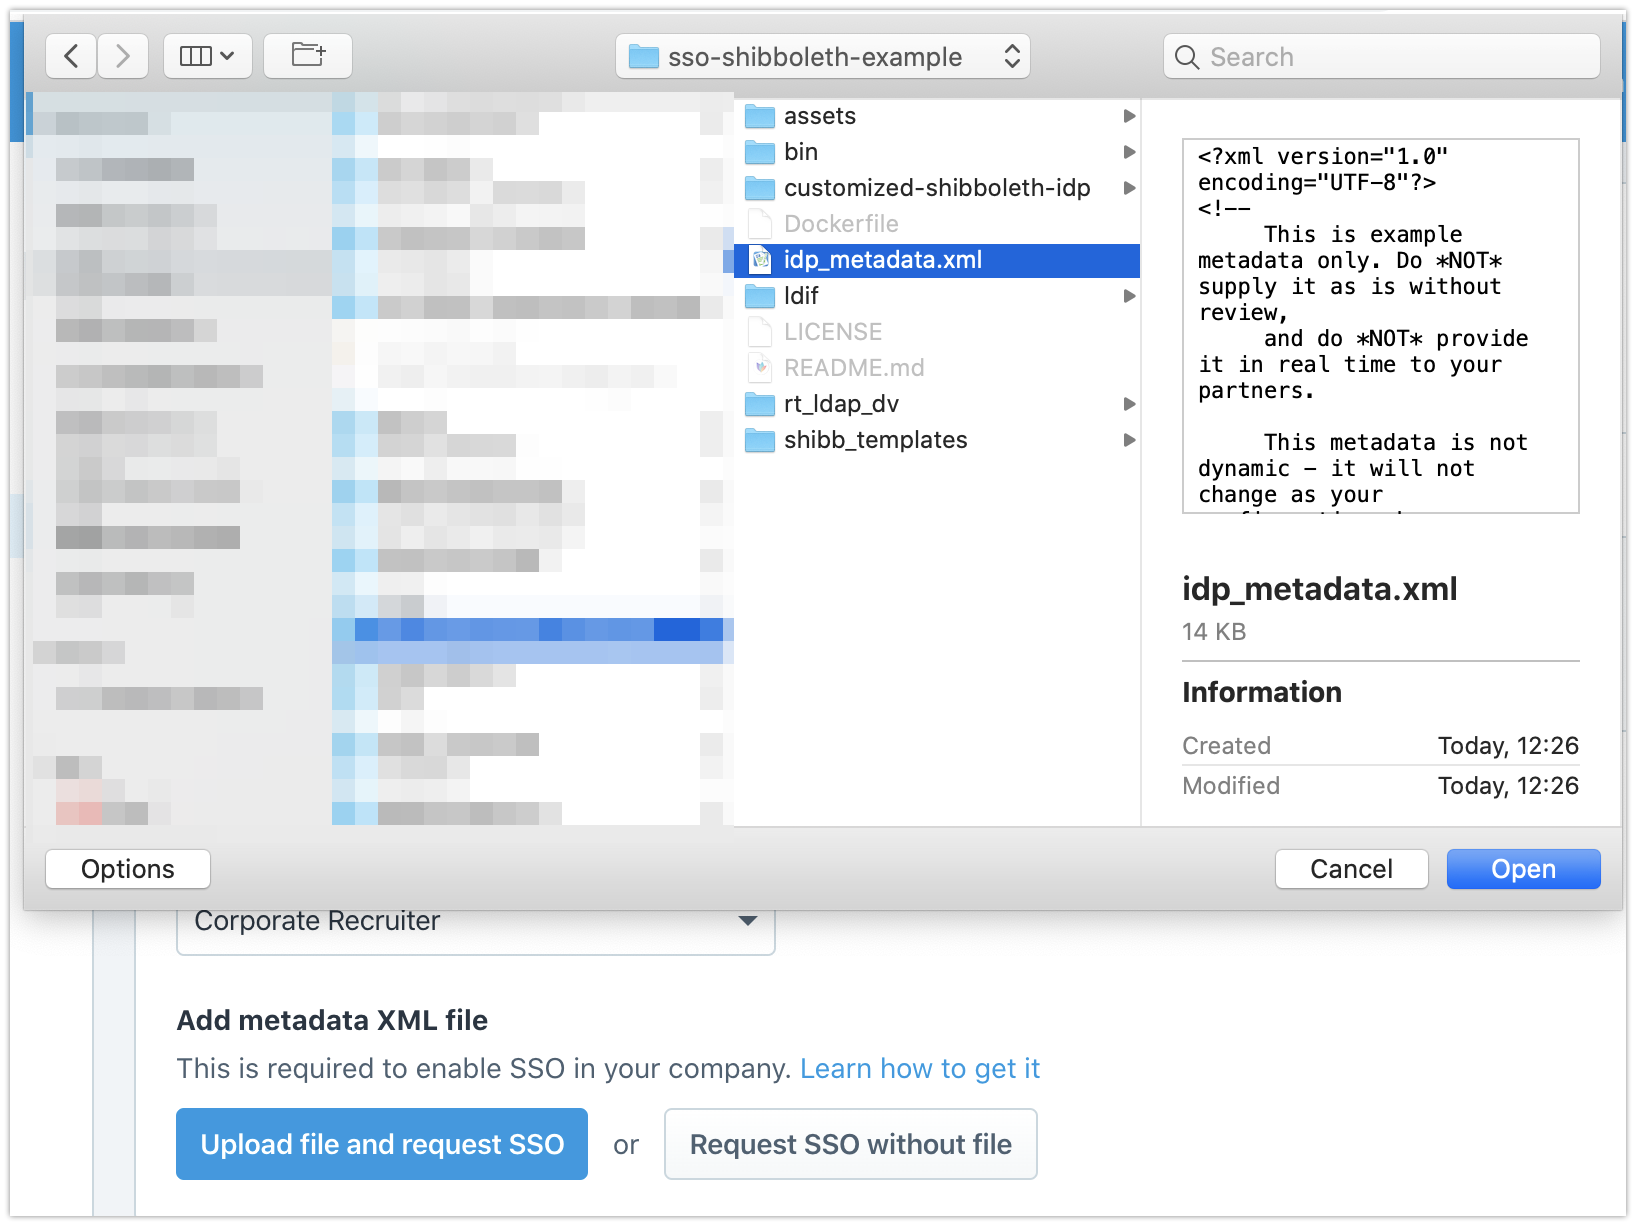 sso-shibboleth-example
Search
assets
bin
customized-shibboleth-idp
Dockerfile
idp_metadata.xml
ldif
LICENSE
README.md
rt_ldap_dv
shibb_templates
<?xml version="1.0"
encoding="UTF-8"?>
<!--
This is example
metadata only. Do *NOT*
supply it as is without
review,
and do *NOT* provide
it in real time to your
partners.
This metadata is not
dynamic - it will not
change as your
idp_metadata.xml
14 KB
Information
Created Today, 12:26
Modified Today, 12:26
Options
Cancel
Open
Corporate Recruiter
Add metadata XML file
This is required to enable SSO in your company. Learn how to get it
Upload file and request SSO or Request SSO without file